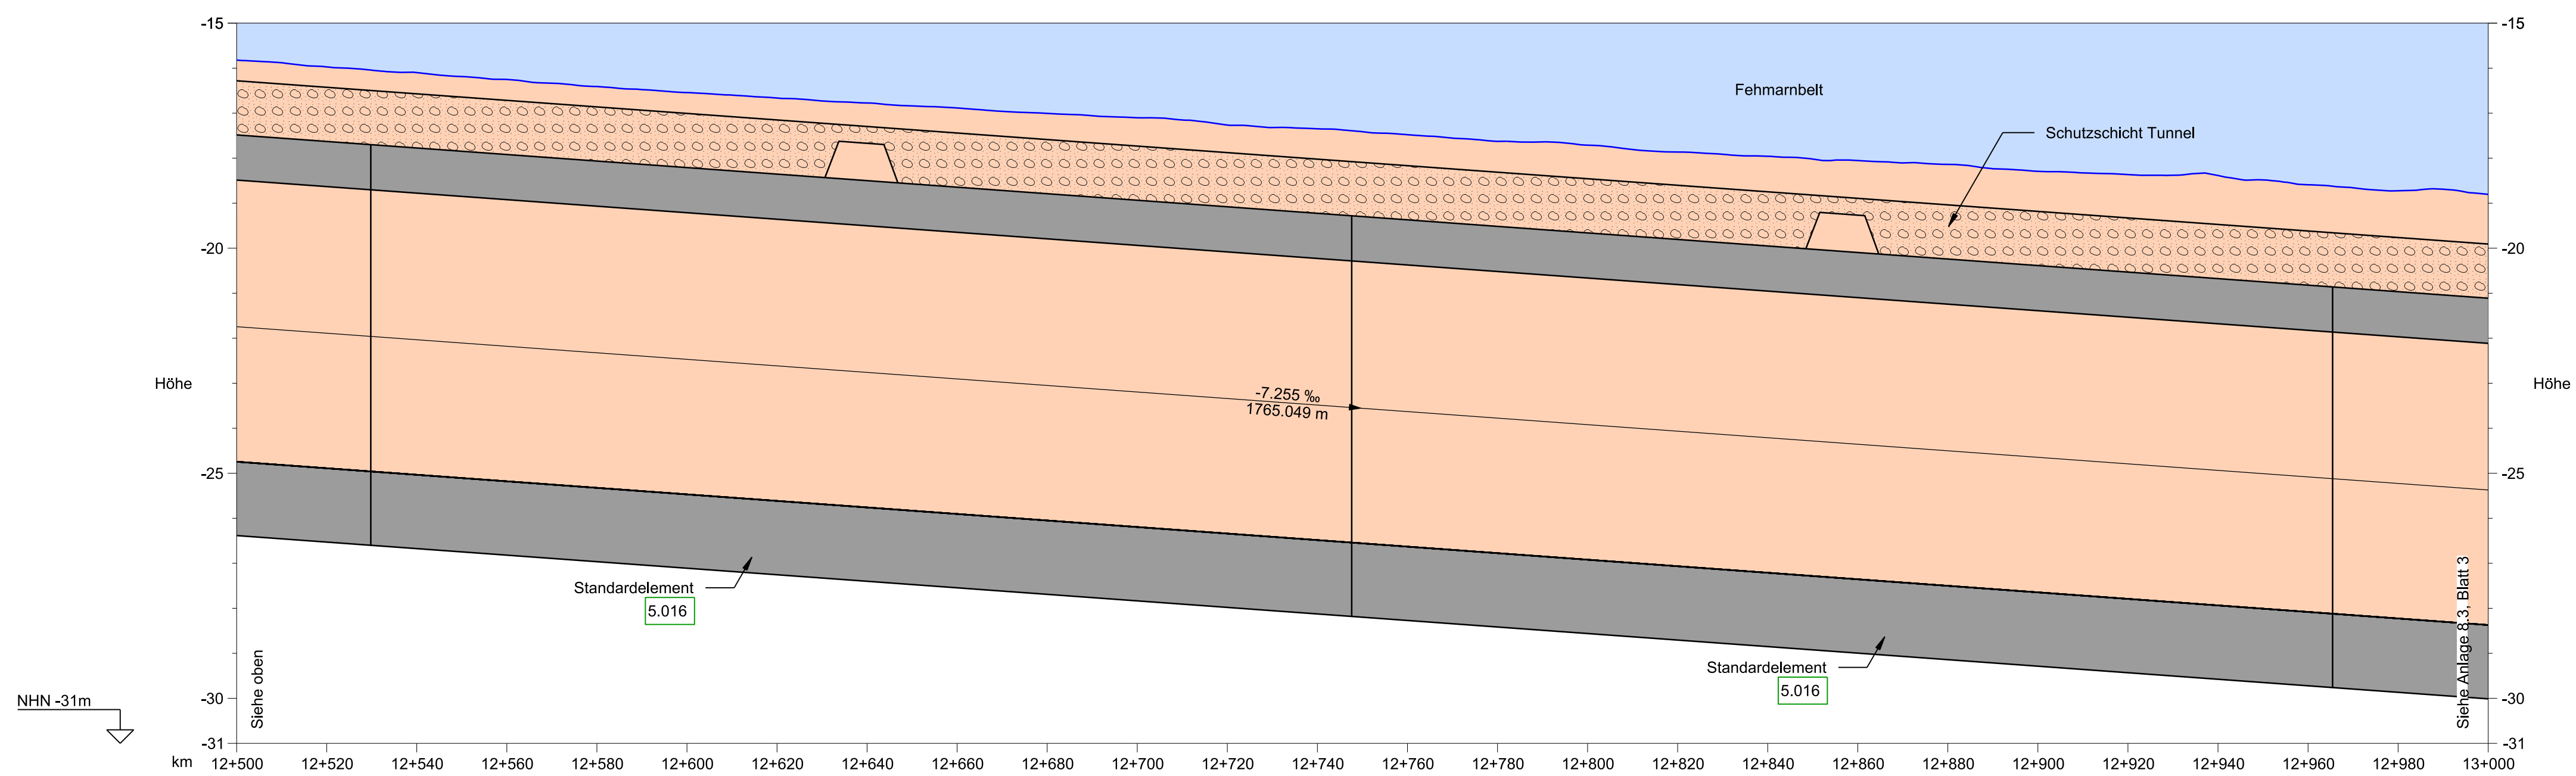 -15
-15
Fehmarnbelt
Schutzschicht Tunnel
-20
-20
Höhe
Höhe
-7.255 ‰
1765.049 m
-25
-25
Standardelement
5.016
Standardelement
5.016
Siehe oben
Siehe Anlage 8.3, Blatt 3
NHN -31m
-30
-30
-31
-31
km
12+500 12+520 12+540 12+560 12+580 12+600 12+620 12+640 12+660 12+680 12+700 12+720 12+740 12+760 12+780 12+800 12+820 12+840 12+860 12+880 12+900 12+920 12+940 12+960 12+980 13+000